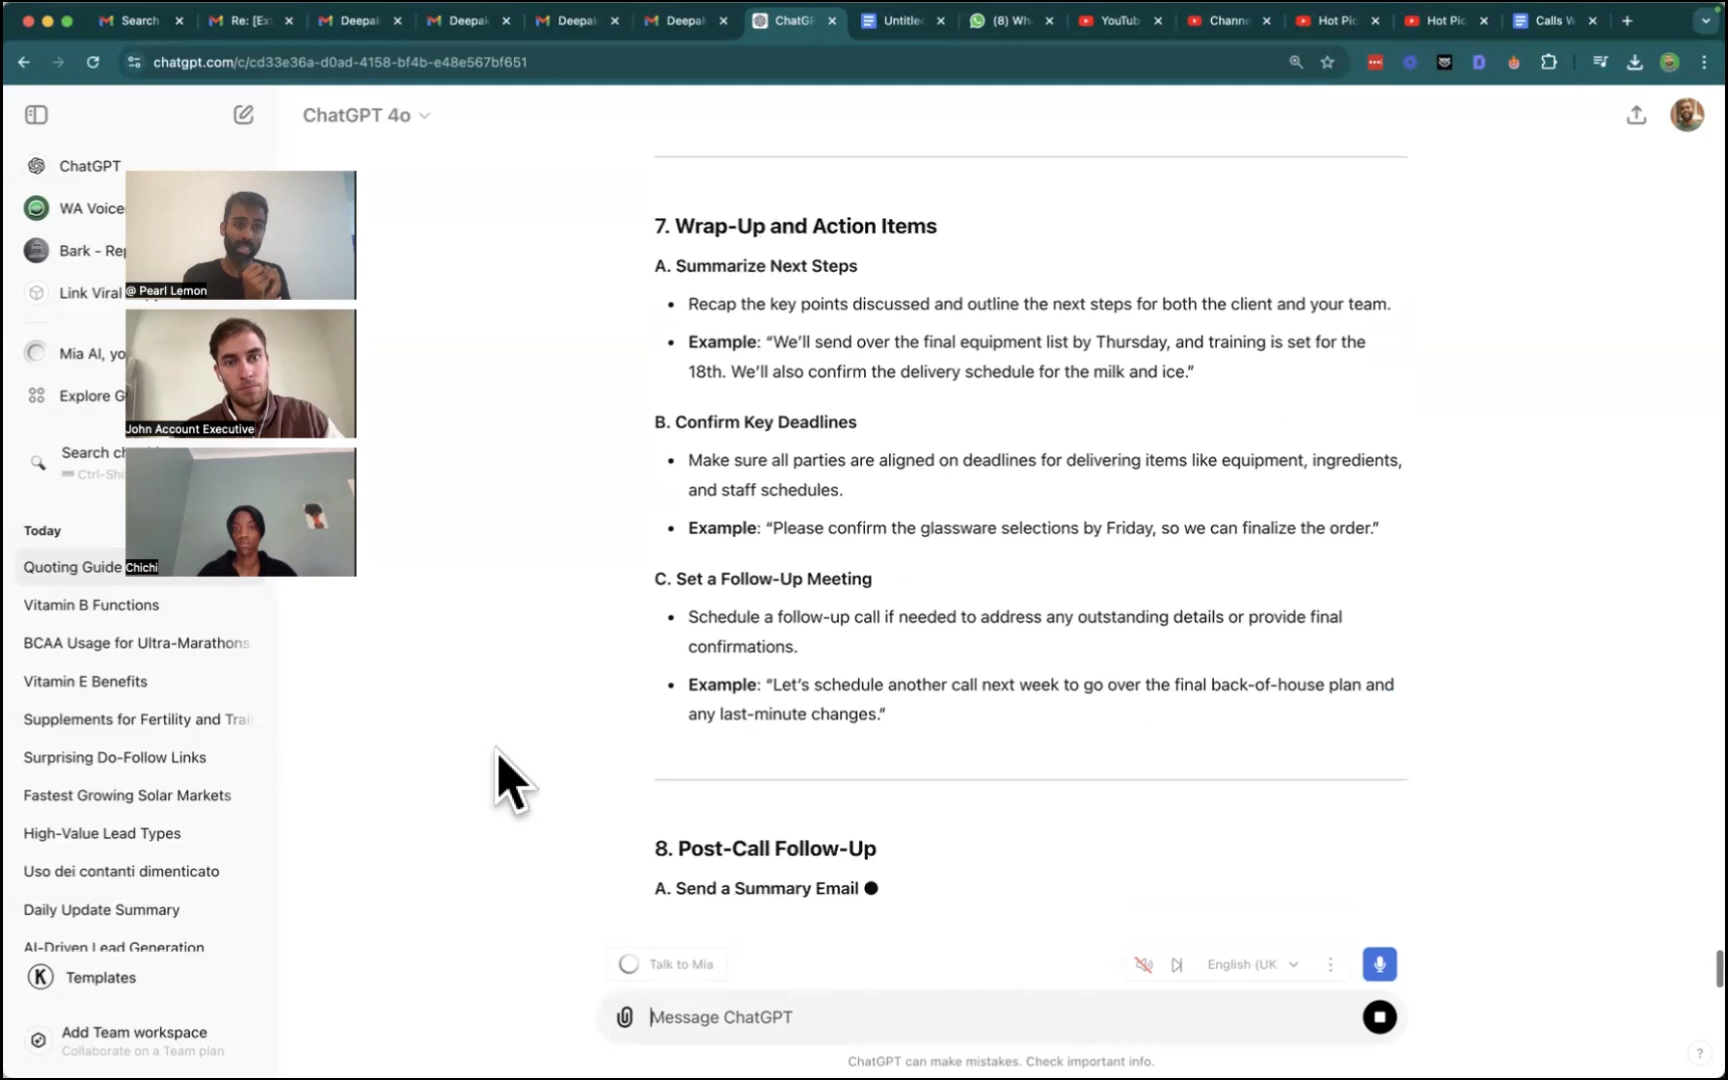 Search
Re: [Ex
Deepal
Deepal
Deepal
Deepal
ChatGP
Untitled
(8) Wh
YouTub
Chann
Hot Pic
Hot Pic
Calls W
chatgpt.com/c/cd33e36a-d0ad-4158-bf4b-e48e567bf651
ChatGPT 4o
ChatGPT
WA Voice
Bark - Rep
Link Viral
Mia AI, yo
Explore G
Search ch
Ctrl-Shi
Today
Quoting Guide
Vitamin B Functions
BCAA Usage for Ultra-Marathons
Vitamin E Benefits
Supplements for Fertility and Trai
Surprising Do-Follow Links
Fastest Growing Solar Markets
High-Value Lead Types
Uso dei contanti dimenticato
Daily Update Summary
AI-Driven Lead Generation
Templates
Add Team workspace
Collaborate on a Team plan
@ Pearl Lemon
John Account Executive
Chichi
7. Wrap-Up and Action Items
A. Summarize Next Steps
• Recap the key points discussed and outline the next steps for both the client and your team.
• Example: “We’ll send over the final equipment list by Thursday, and training is set for the
18th. We’ll also confirm the delivery schedule for the milk and ice.”
B. Confirm Key Deadlines
• Make sure all parties are aligned on deadlines for delivering items like equipment, ingredients,
and staff schedules.
• Example: “Please confirm the glassware selections by Friday, so we can finalize the order.”
C. Set a Follow-Up Meeting
• Schedule a follow-up call if needed to address any outstanding details or provide final
confirmations.
• Example: “Let’s schedule another call next week to go over the final back-of-house plan and
any last-minute changes.”
8. Post-Call Follow-Up
A. Send a Summary Email
Talk to Mia
English (UK
Message ChatGPT
ChatGPT can make mistakes. Check important info.
?